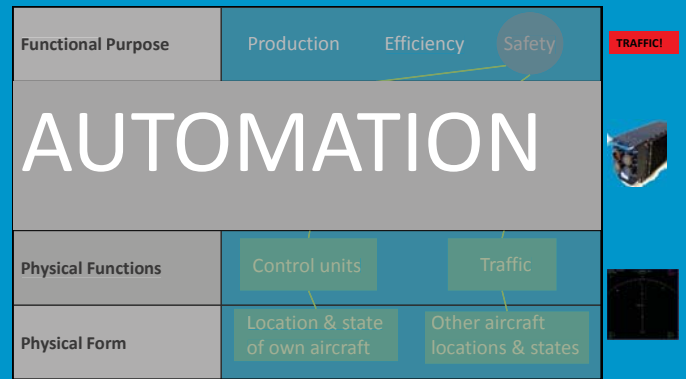 Functional Purpose
Production
Efficiency
Safety
TRAFFIC!
AUTOMATION
Physical Functions
Control units
Traffic
Physical Form
Location & state
of own aircraft
Other aircraft
locations & states